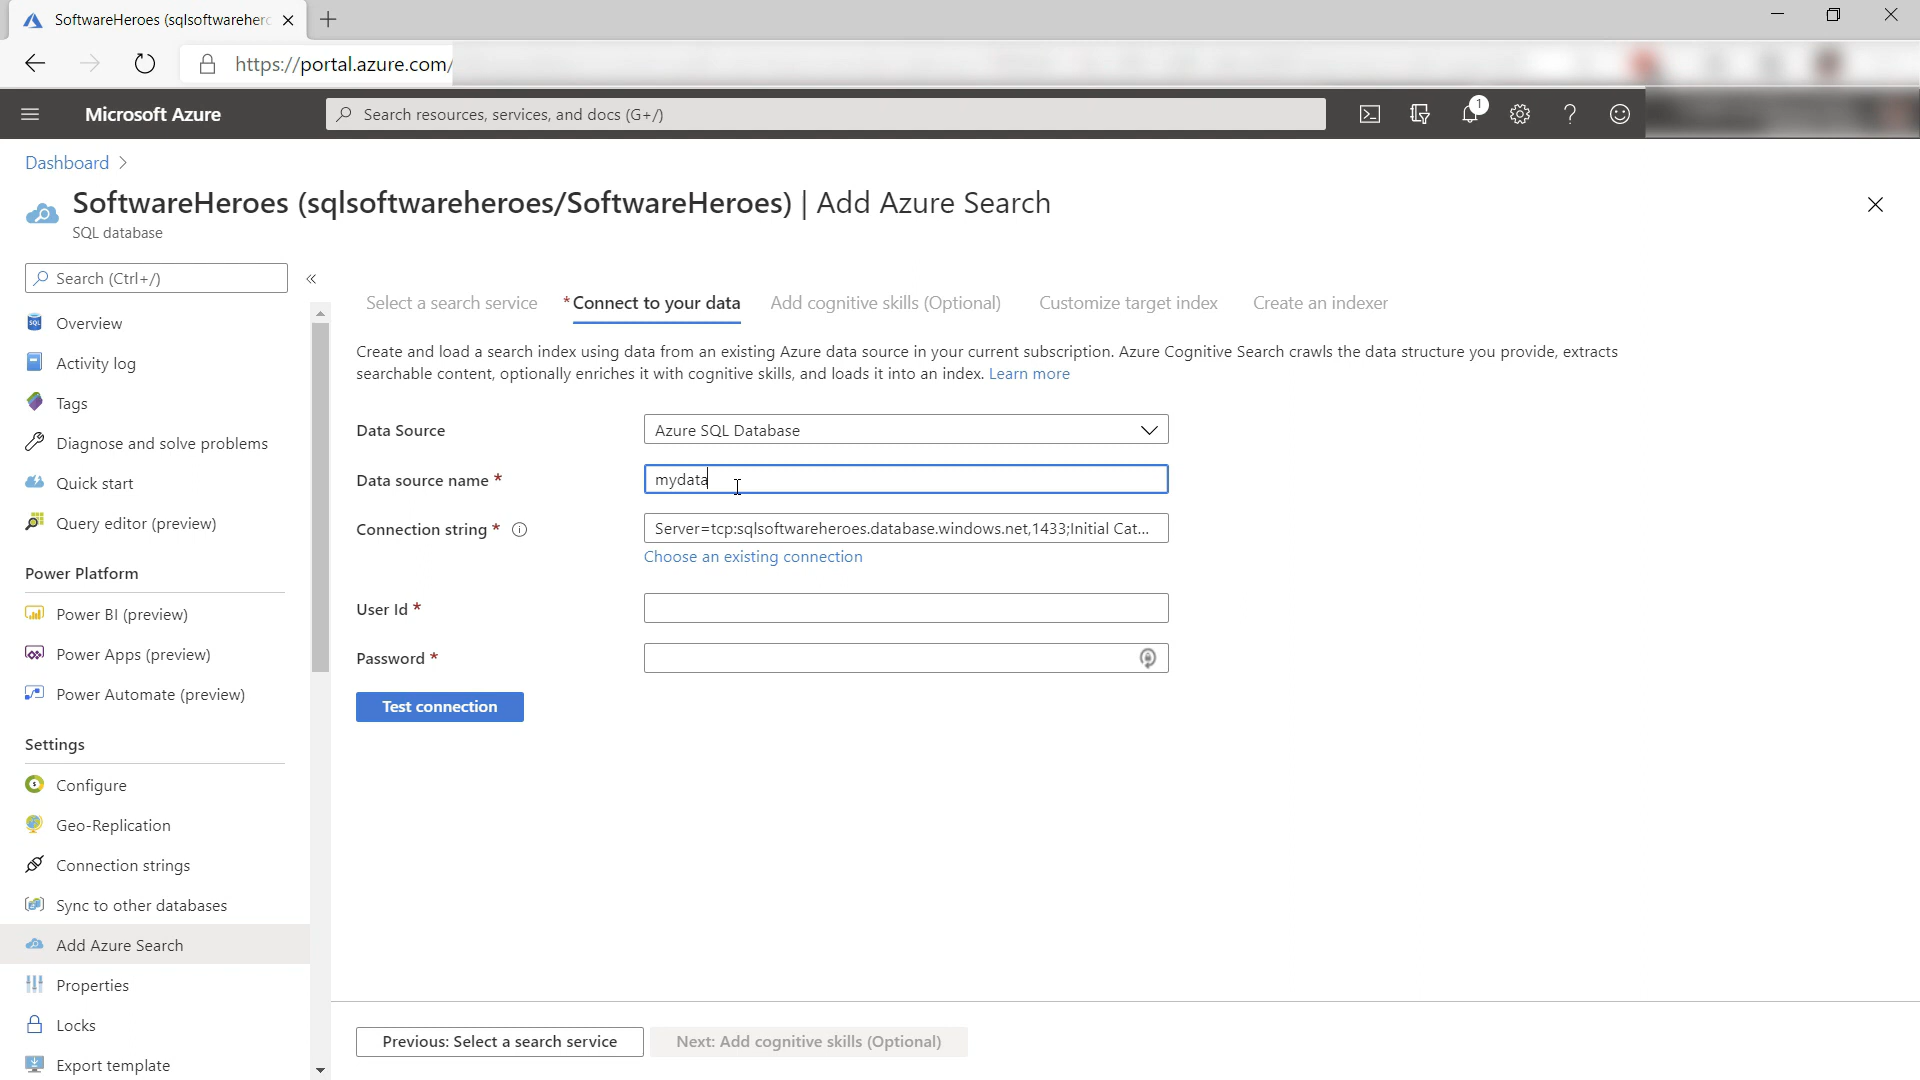 SoftwareHeroes (sqlsoftwarehero
https://portal.azure.com/
Microsoft Azure
Search resources, services, and docs (G+/)
1
Dashboard >
SoftwareHeroes (sqlsoftwareheroes/SoftwareHeroes) | Add Azure Search
SQL database
Search (Ctrl+/)
«
Select a search service
* Connect to your data
Add cognitive skills (Optional)
Customize target index
Create an indexer
Create and load a search index using data from an existing Azure data source in your current subscription. Azure Cognitive Search crawls the data structure you provide, extracts
searchable content, optionally enriches it with cognitive skills, and loads it into an index. Learn more
Data Source
Azure SQL Database
Data source name *
mydata
Connection string *
Server=tcp:sqlsoftwareheroes.database.windows.net,1433;Initial Cat...
Choose an existing connection
User Id *
Password *
Test connection
Overview
Activity log
Tags
Diagnose and solve problems
Quick start
Query editor (preview)
Power Platform
Power BI (preview)
Power Apps (preview)
Power Automate (preview)
Settings
Configure
Geo-Replication
Connection strings
Sync to other databases
Add Azure Search
Properties
Locks
Export template
Previous: Select a search service
Next: Add cognitive skills (Optional)